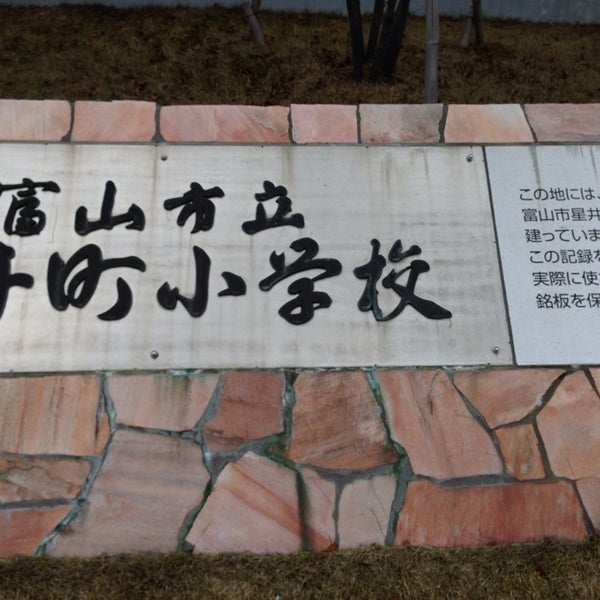 富山市立
井町小学校
この地には、
富山市星井
建っていま
この記録を
実際に使
銘板を保